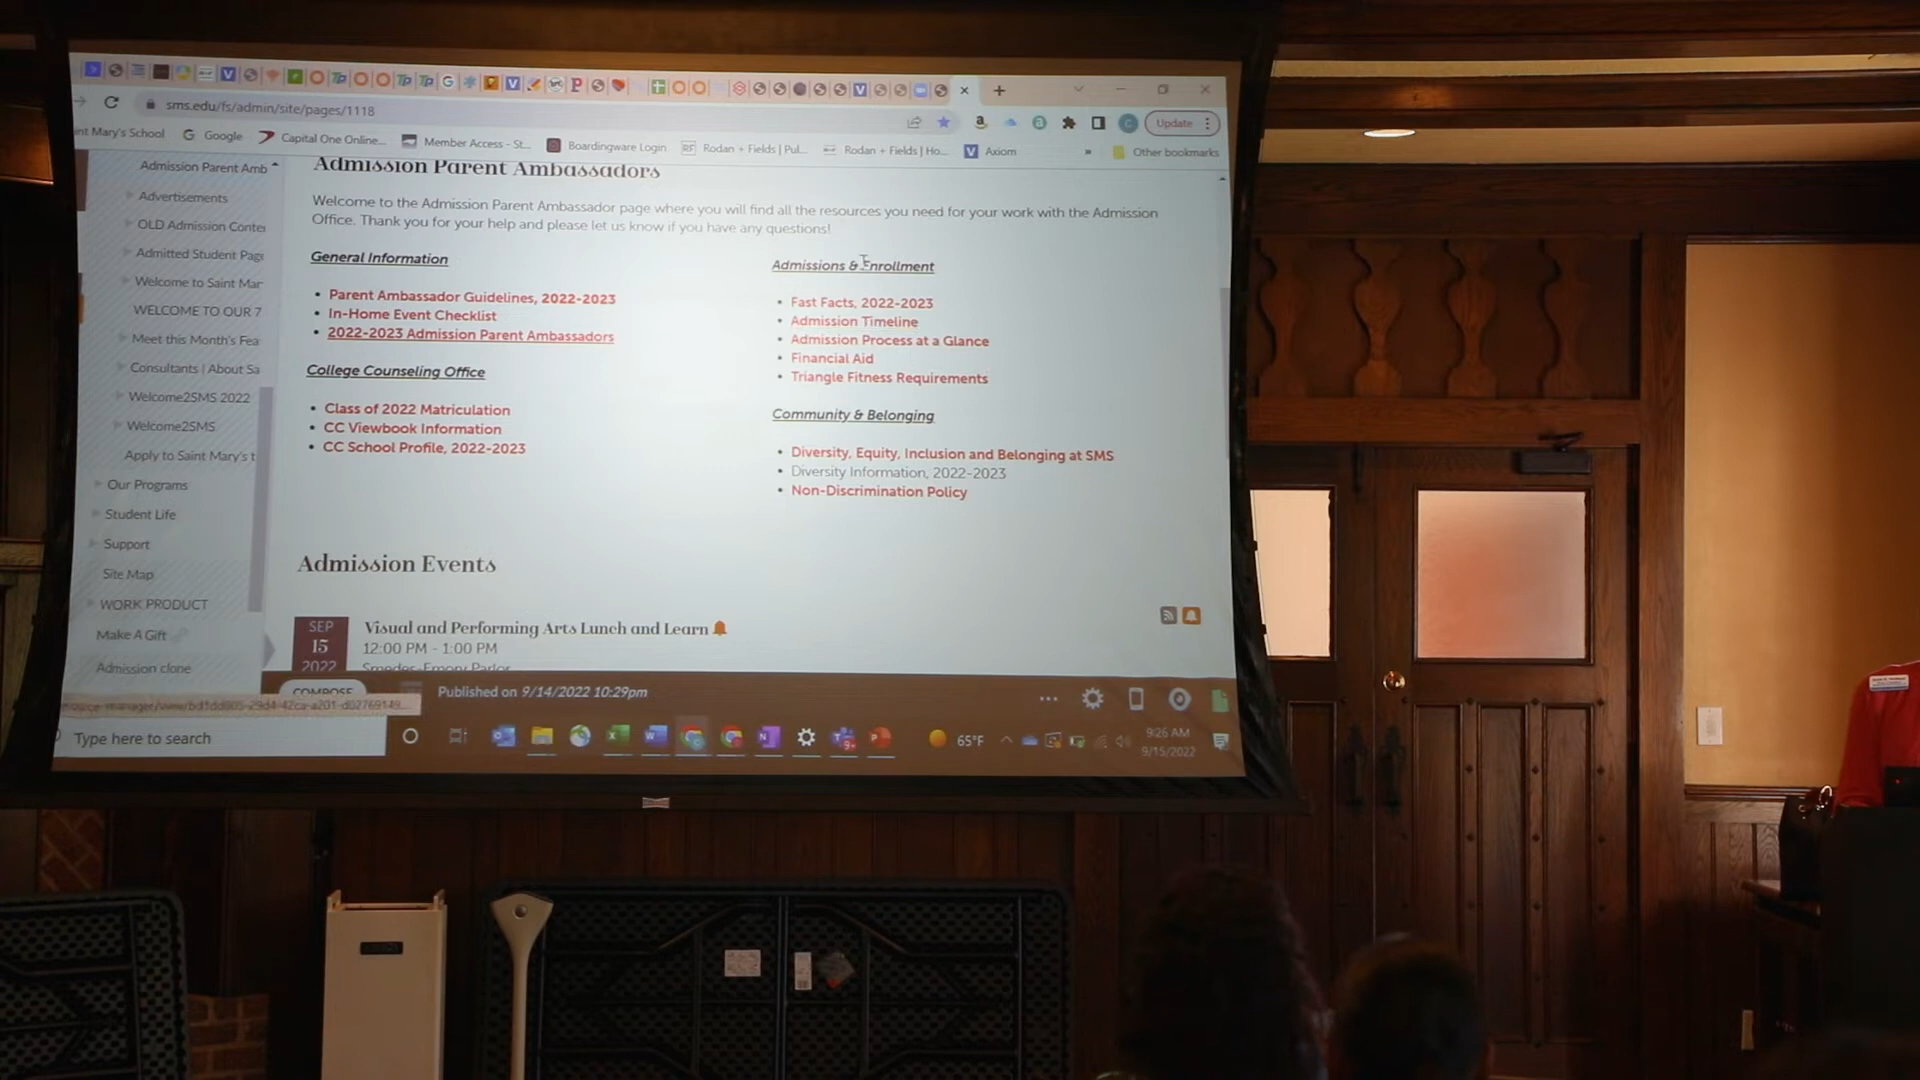 sms.edu/fs/admin/site/pages/1118
Update
nt Mary's School
Google
Capital One Online...
Member Access - St...
Boardingware Login
Rodan + Fields | Pul...
Rodan + Fields | Ho...
Axiom
»
Other bookmarks
Admission Parent Amb
Advertisements
OLD Admission Center
Admitted Student Page
Welcome to Saint Mar
WELCOME TO OUR 7
Meet this Month's Fea
Consultants | About Sa
Welcome2SMS 2022
Welcome2SMS
Apply to Saint Mary's t
Our Programs
Student Life
Support
Site Map
WORK PRODUCT
Make A Gift
Admission clone
Admission Parent Ambassadors
Welcome to the Admission Parent Ambassador page where you will find all the resources you need for your work with the Admission
Office. Thank you for your help and please let us know if you have any questions!
General Information
• Parent Ambassador Guidelines, 2022-2023
• In-Home Event Checklist
• 2022-2023 Admission Parent Ambassadors
College Counseling Office
• Class of 2022 Matriculation
• CC Viewbook Information
• CC School Profile, 2022-2023
Admissions & Enrollment
• Fast Facts, 2022-2023
• Admission Timeline
• Admission Process at a Glance
• Financial Aid
• Triangle Fitness Requirements
Community & Belonging
• Diversity, Equity, Inclusion and Belonging at SMS
• Diversity Information, 2022-2023
• Non-Discrimination Policy
Admission Events
SEP
15
2022
Visual and Performing Arts Lunch and Learn
12:00 PM - 1:00 PM
Smedes-Emory Parlor
COMPOSE
Published on 9/14/2022 10:29pm
Type here to search
65°F
9:26 AM
9/15/2022